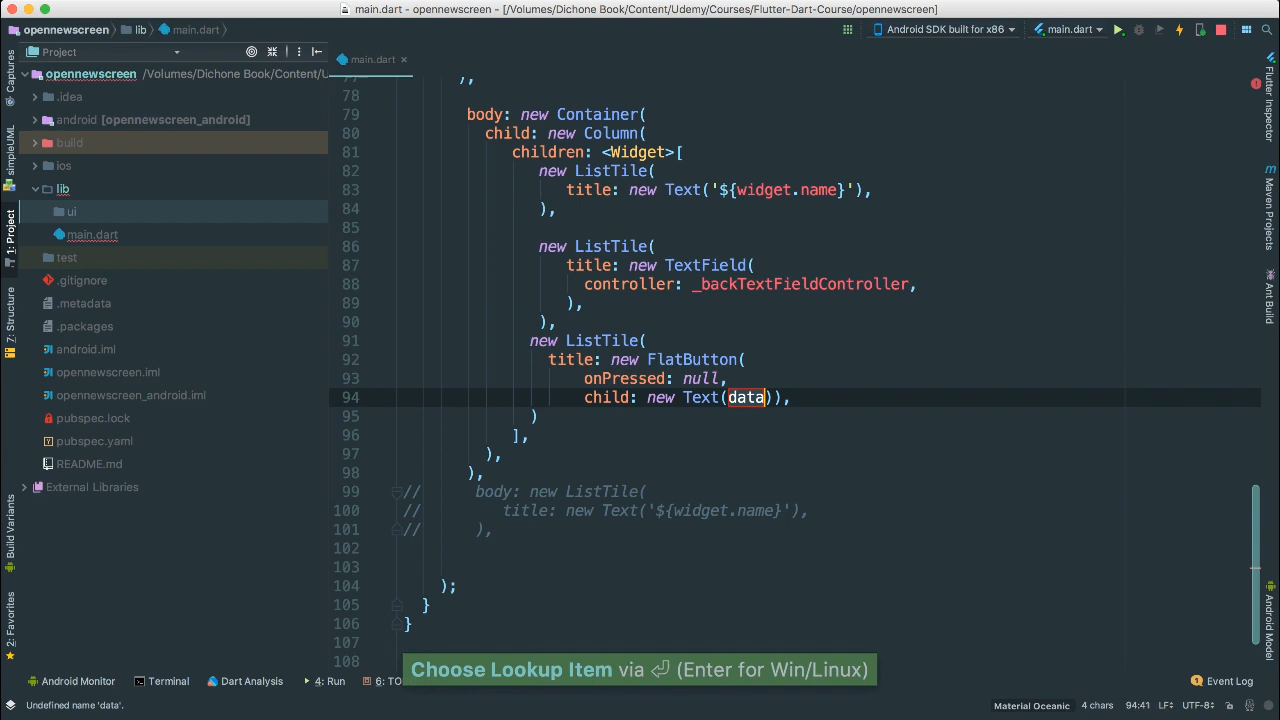 main.dart - opennewscreen - [/Volumes/Dichone Book/Content/Udemy/Courses/Flutter-Dart-Course/opennewscreen]
opennewscreen lib main.dart Android SDK built for x86 main.dart
Project main.dart
opennewscreen /Volumes/Dichone Book/Content/U
.idea
android [opennewscreen_android]
build
ios
lib
ui
main.dart
test
.gitignore
.metadata
.packages
android.iml
opennewscreen.iml
opennewscreen_android.iml
pubspec.lock
pubspec.yaml
README.md
External Libraries
Captures
simpleUML
1: Project
7: Structure
Build Variants
2: Favorites
),
78
79 body: new Container(
80 child: new Column(
81 children: <Widget>[
82 new ListTile(
83 title: new Text('${widget.name}'),
84 ),
85
86 new ListTile(
87 title: new TextField(
88 controller: _backTextFieldController,
89 ),
90 ),
91 new ListTile(
92 title: new FlatButton(
93 onPressed: null,
94 child: new Text(data)),
95 )
96 ],
97 ),
98 ),
99 // body: new ListTile(
100 // title: new Text('${widget.name}'),
101 // ),
102
103
104 );
105 }
106 }
107
108
Flutter Inspector
m Maven Projects
Ant Build
Android Model
Choose Lookup Item via ⏎ (Enter for Win/Linux)
Android Monitor Terminal Dart Analysis 4: Run 6: TO 1 Event Log
Undefined name 'data'. Material Oceanic 4 chars 94:41 LF÷ UTF-8÷